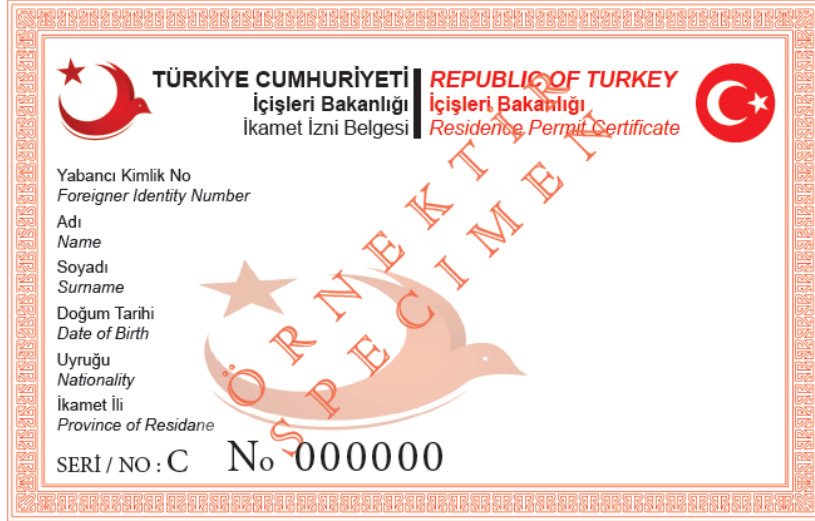 TÜRKİYE CUMHURİYETİ
İçişleri Bakanlığı
İkamet İzni Belgesi
REPUBLIC OF TURKEY
İçişleri Bakanlığı
Residence Permit Certificate
Yabancı Kimlik No
Foreigner Identity Number
Adı
Name
Soyadı
Surname
Doğum Tarihi
Date of Birth
Uyruğu
Nationality
İkamet İli
Province of Residane
SERİ / NO : C No 000000
ÖRNEKTİR
SPECIMEN